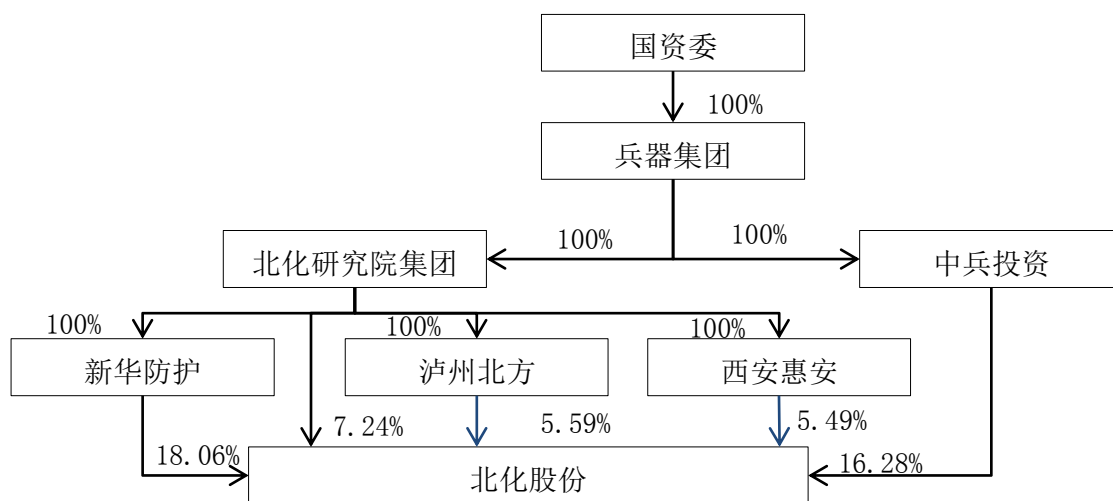 国资委
100%
兵器集团
100%
100%
北化研究院集团
中兵投资
100%
100%
100%
新华防护
泸州北方
西安惠安
7.24%
5.59%
5.49%
18.06%
16.28%
北化股份